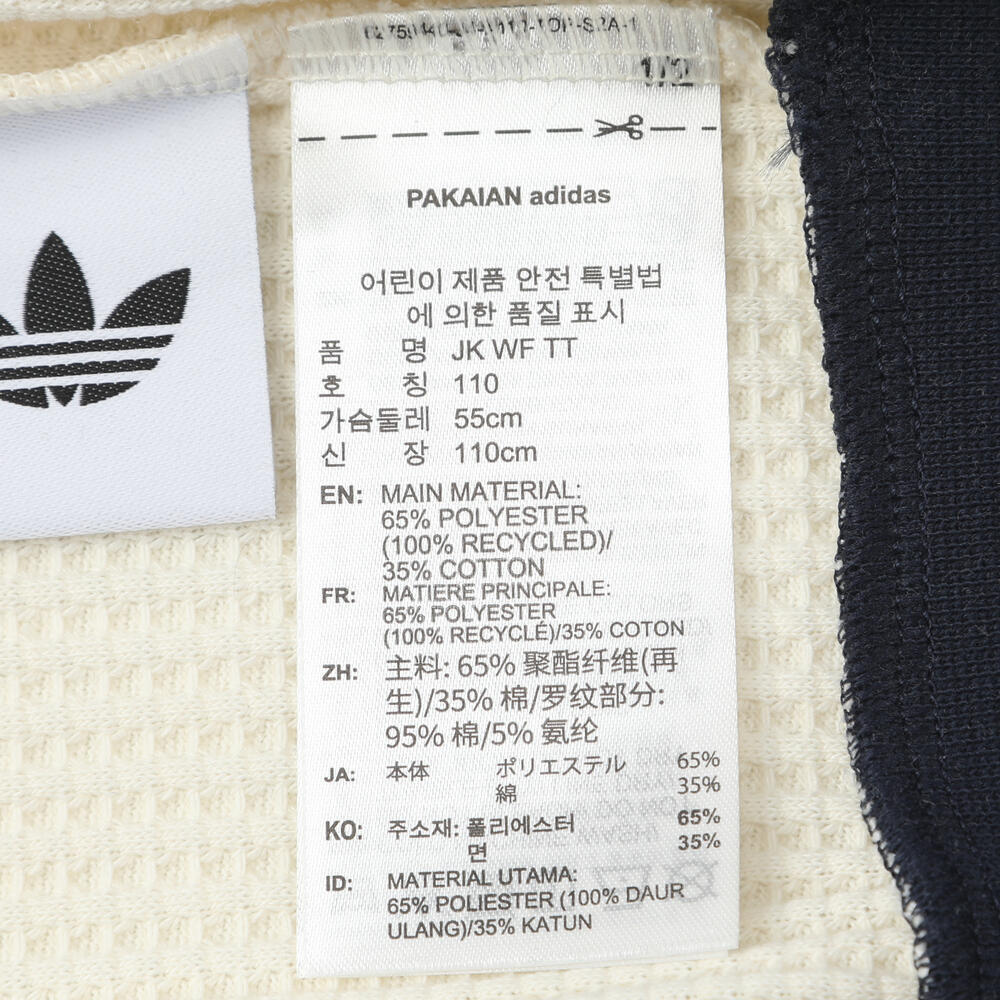 1/2
PAKAIAN adidas
어린이 제품 안전 특별법
에 의한 품질 표시
품 명 JK WF TT
호 칭 110
가슴둘레 55cm
신 장 110cm
EN: MAIN MATERIAL:
65% POLYESTER
(100% RECYCLED)/
35% COTTON
FR: MATIERE PRINCIPALE:
65% POLYESTER
(100% RECYCLÉ)/35% COTON
ZH: 主料: 65% 聚酯纤维(再
生)/35% 棉/罗纹部分:
95% 棉/5% 氨纶
JA: 本体 ポリエステル 65%
綿 35%
KO: 주소재: 폴리에스터 65%
면 35%
ID: MATERIAL UTAMA:
65% POLIESTER (100% DAUR
ULANG)/35% KATUN